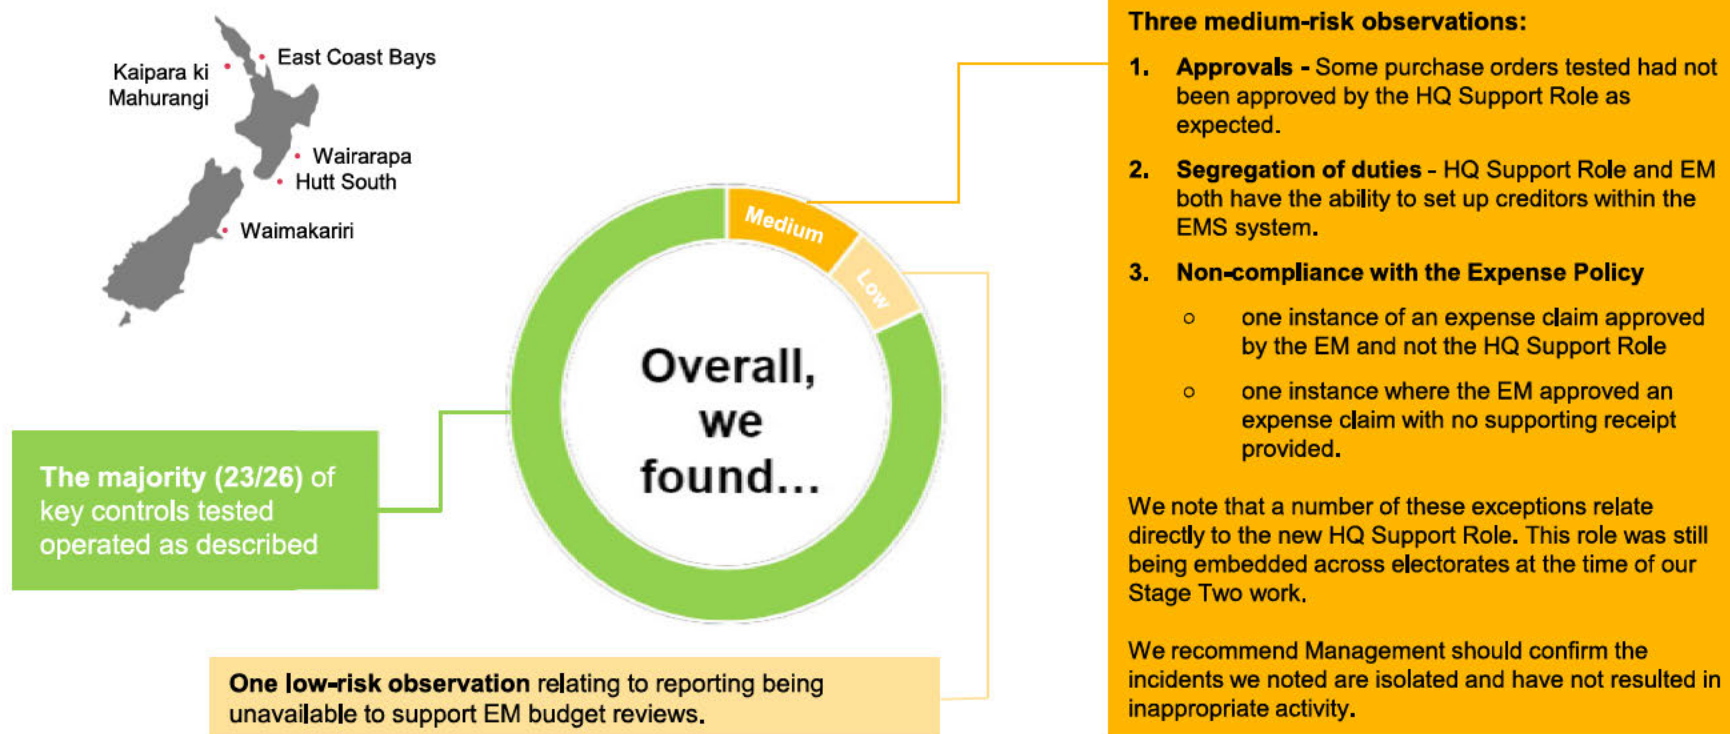 Kaipara ki
Mahurangi
East Coast Bays
Wairarapa
Hutt South
Waimakariri
Medium
Low
Overall,
we
found...
The majority (23/26) of
key controls tested
operated as described
One low-risk observation relating to reporting being
unavailable to support EM budget reviews.
Three medium-risk observations:
1. Approvals - Some purchase orders tested had not
been approved by the HQ Support Role as
expected.
2. Segregation of duties - HQ Support Role and EM
both have the ability to set up creditors within the
EMS system.
3. Non-compliance with the Expense Policy
○ one instance of an expense claim approved
by the EM and not the HQ Support Role
○ one instance where the EM approved an
expense claim with no supporting receipt
provided.
We note that a number of these exceptions relate
directly to the new HQ Support Role. This role was still
being embedded across electorates at the time of our
Stage Two work.
We recommend Management should confirm the
incidents we noted are isolated and have not resulted in
inappropriate activity.